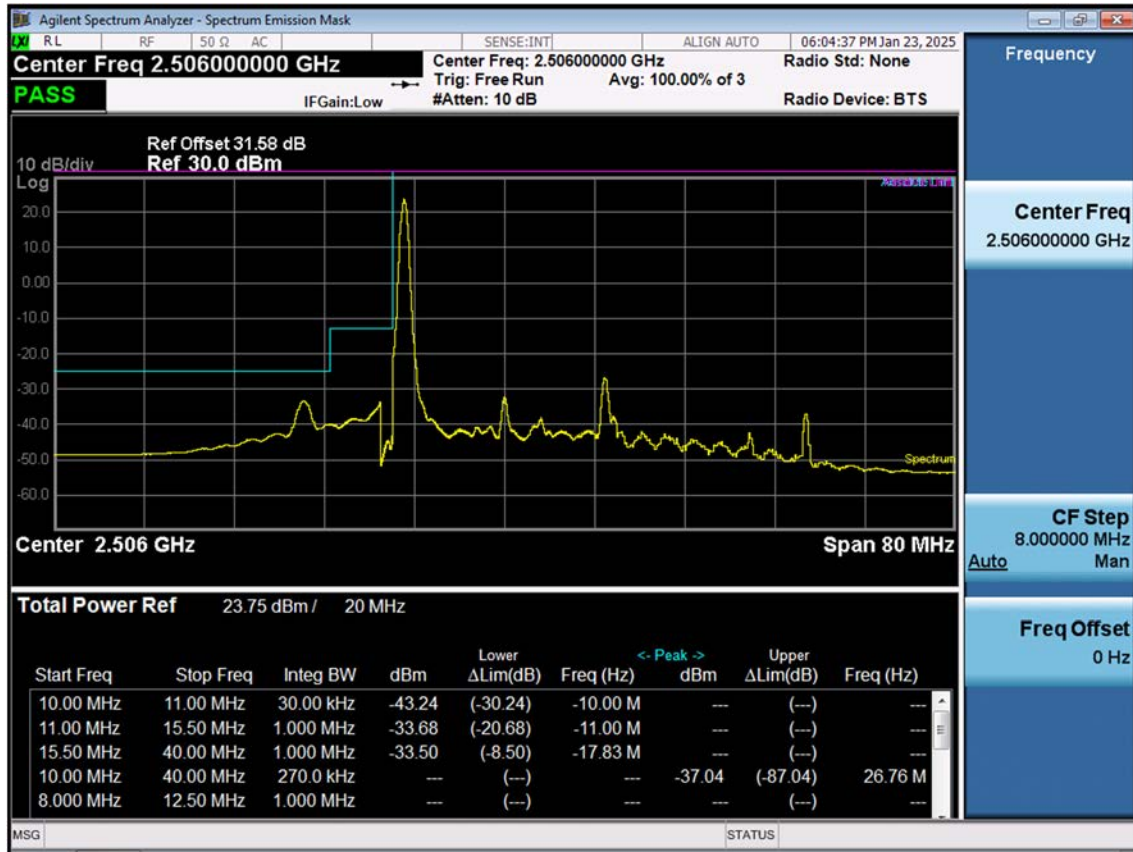 Agilent Spectrum Analyzer - Spectrum Emission Mask
LXI RL RF 50 Ω AC SENSE:INT ALIGN AUTO 06:04:37 PM Jan 23, 2025
Center Freq 2.506000000 GHz
Center Freq: 2.506000000 GHz
Radio Std: None
PASS
Trig: Free Run Avg: 100.00% of 3
IFGain:Low
#Atten: 10 dB
Radio Device: BTS
Ref Offset 31.58 dB
10 dB/div Ref 30.0 dBm
Log
Absolute Limit
20.0
10.0
0.00
-10.0
-20.0
-30.0
-40.0
-50.0
-60.0
Spectrum
Center 2.506 GHz Span 80 MHz
Total Power Ref 23.75 dBm / 20 MHz
Lower <- Peak -> Upper
Start Freq Stop Freq Integ BW dBm ΔLim(dB) Freq (Hz) dBm ΔLim(dB) Freq (Hz)
10.00 MHz 11.00 MHz 30.00 kHz -43.24 (-30.24) -10.00 M --- (---) ---
11.00 MHz 15.50 MHz 1.000 MHz -33.68 (-20.68) -11.00 M --- (---) ---
15.50 MHz 40.00 MHz 1.000 MHz -33.50 (-8.50) -17.83 M --- (---) ---
10.00 MHz 40.00 MHz 270.0 kHz --- (---) --- -37.04 (-87.04) 26.76 M
8.000 MHz 12.50 MHz 1.000 MHz --- (---) --- --- (---) ---
MSG STATUS
Frequency
Center Freq
2.506000000 GHz
CF Step
8.000000 MHz
Auto Man
Freq Offset
0 Hz